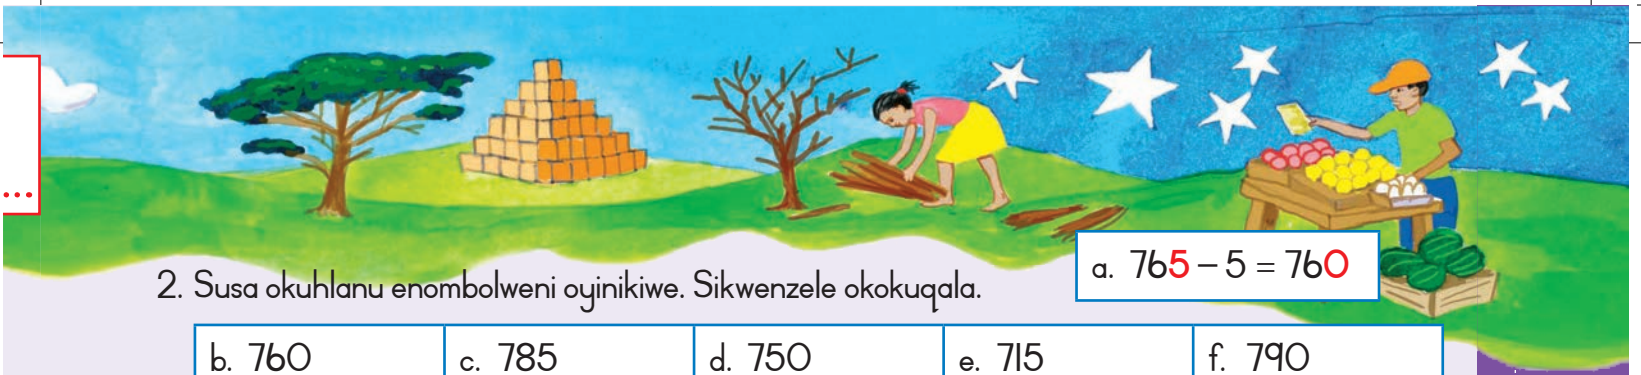 ...
a. 765 – 5 = 760
2. Susa okuhlanu enombolweni oyinikiwe. Sikwenzele okokuqala.
b. 760 c. 785 d. 750 e. 715 f. 790